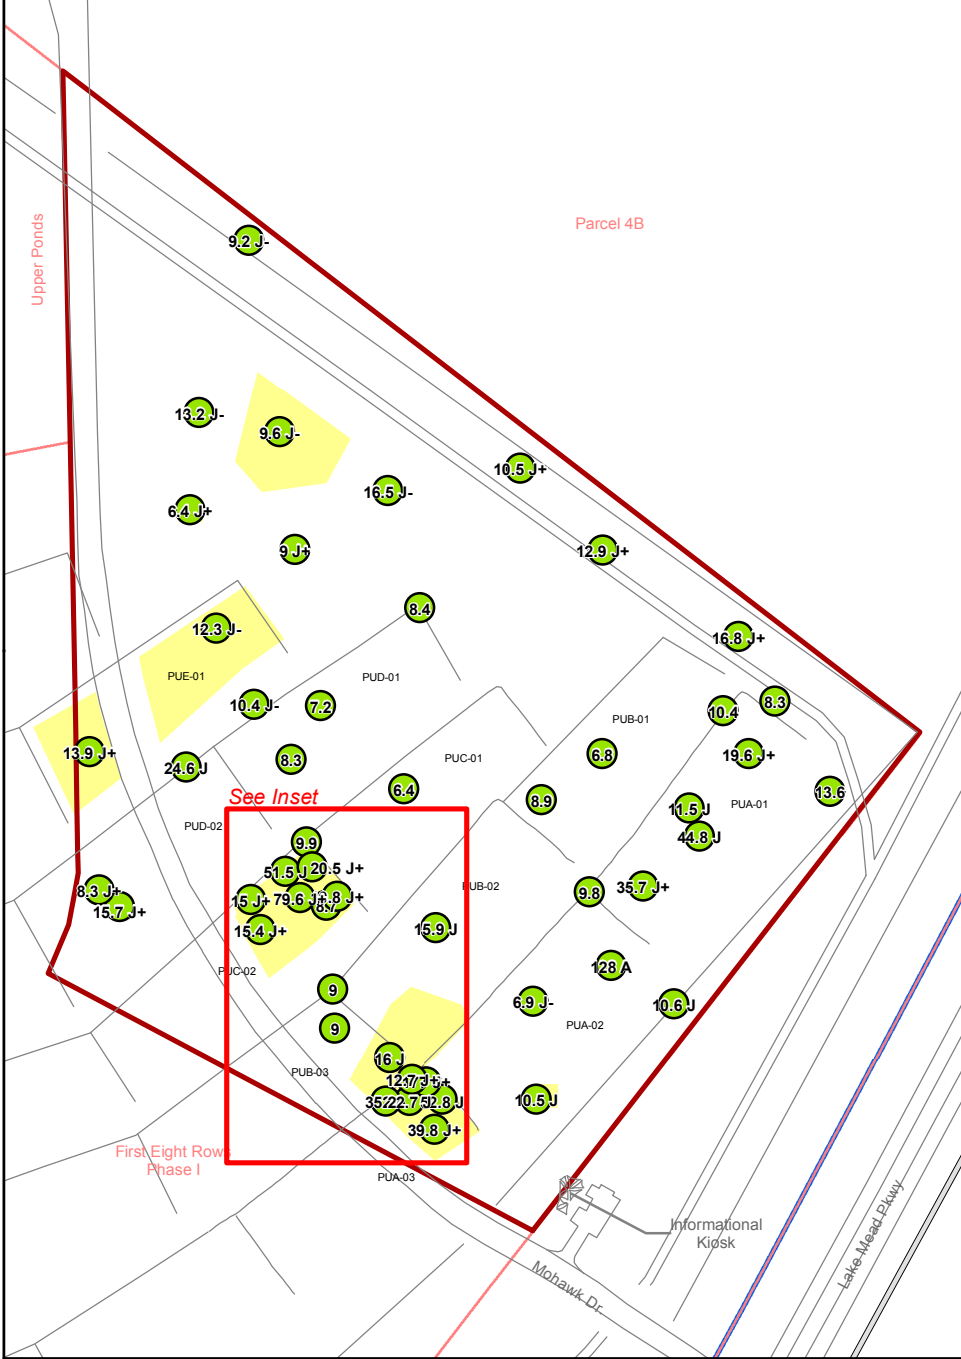 Parcel 4B
Upper Ponds
9.2 J-
13.2 J-
9.6 J-
10.5 J+
16.5 J-
6.4 J+
9 J+
12.9 J+
8.4
12.3 J-
16.8 J+
PUE-01
PUD-01
10.4 J-
7.2
10.4
8.3
PUB-01
13.9 J+
24.6 J
8.3
PUC-01
6.8
19.6 J+
6.4
8.9
13.6
See Inset
PUA-01
11.5 J
PUD-02
44.8 J
9.9
51.5 J
20.5 J+
PUB-02
35.7 J+
9.8
8.3 J+
15.7 J+
15 J+
79.6 J+
8.7
15.4 J+
15.9 J
PUC-02
128 A
9
6.9 J-
10.6 J
9
PUA-02
16 J
PUB-03
12.7 J+
22.7
10.5 J
39.8 J+
First Eight Rows
Phase I
PUA-03
Informational
Kiosk
Mohawk Dr
Lake Mead Pkwy